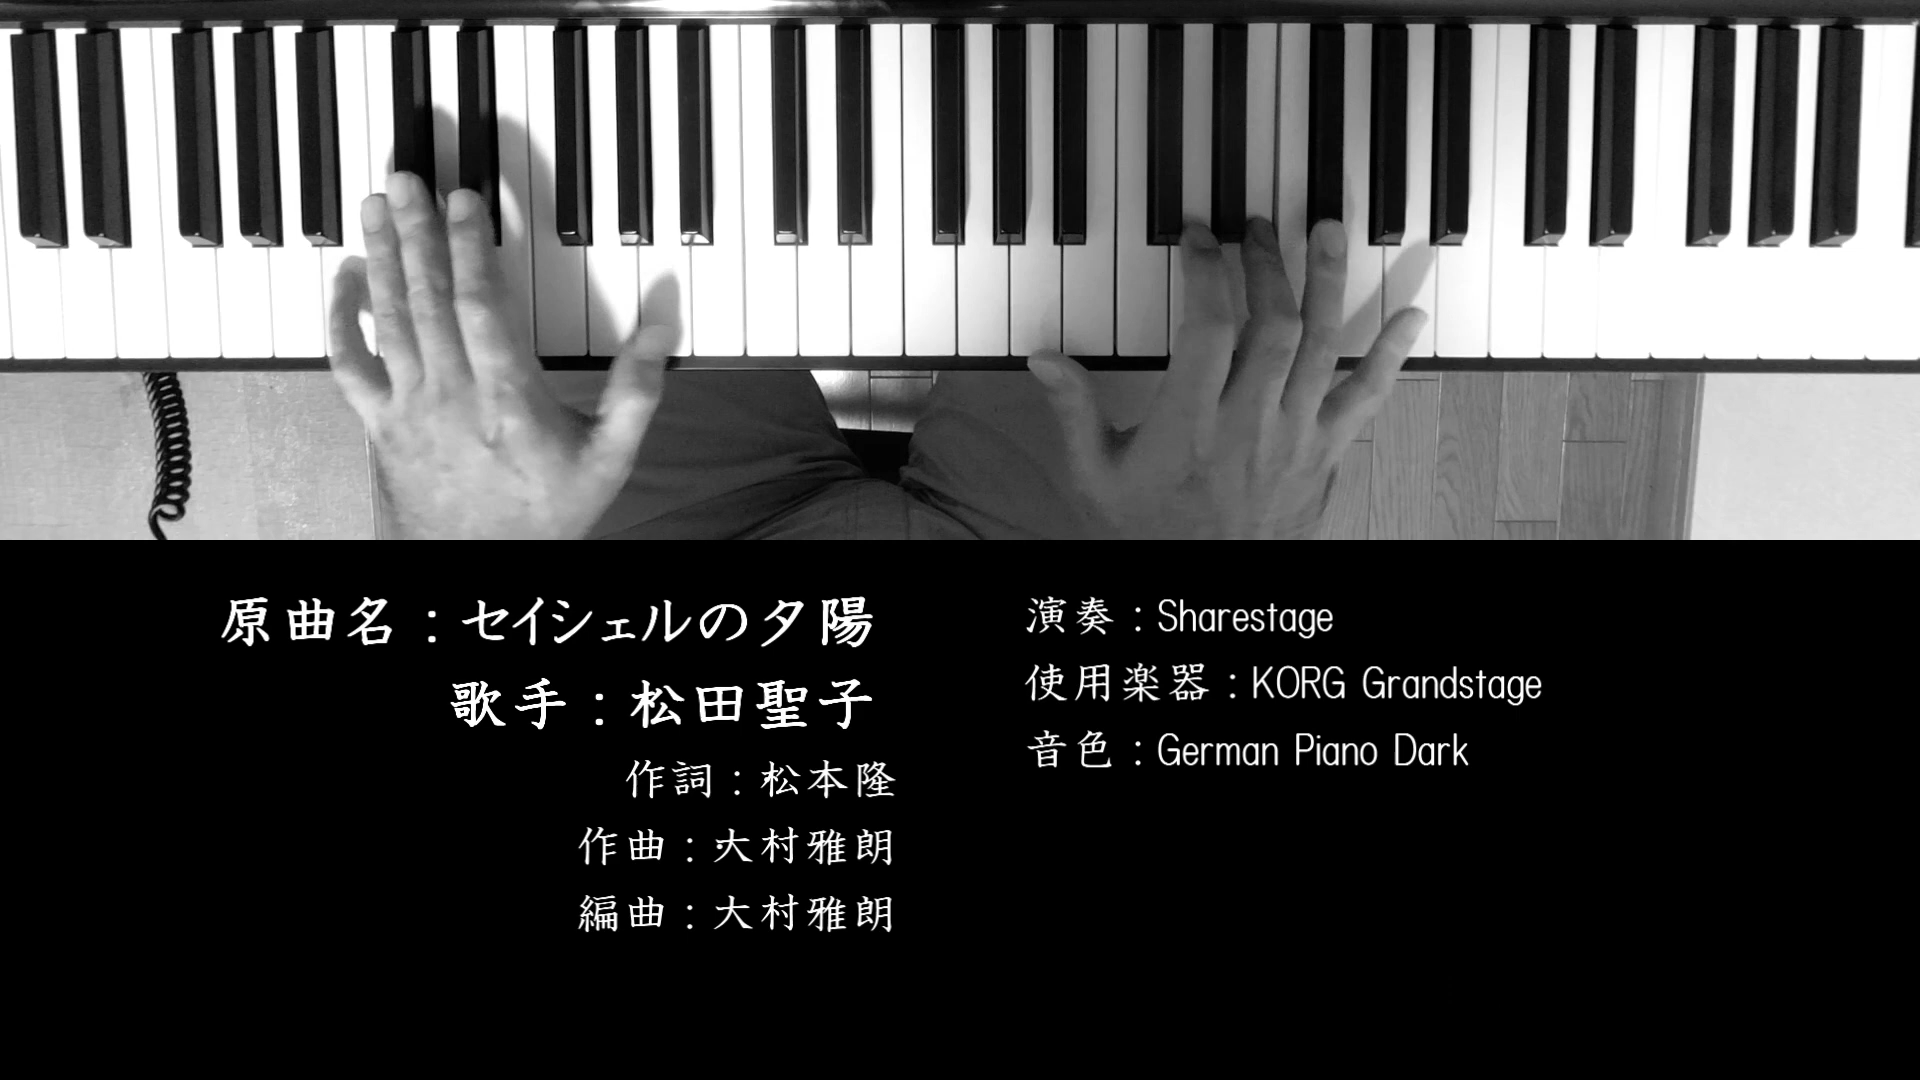 原曲名：セイシェルの夕陽
歌手：松田聖子
作詞：松本隆
作曲：大村雅朗
編曲：大村雅朗
演奏：Sharestage
使用楽器：KORG Grandstage
音色：German Piano Dark